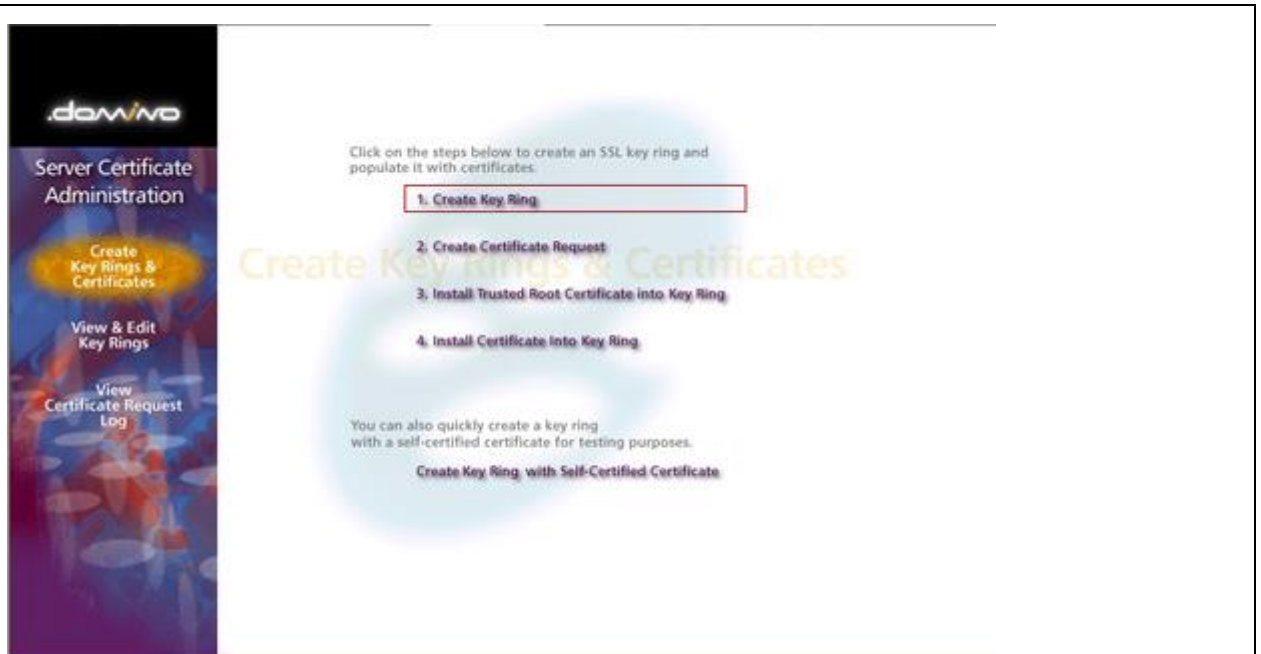 .domino
Server Certificate
Administration
Create
Key Rings &
Certificates
View & Edit
Key Rings
View
Certificate Request
Log
Create Key Rings & Certificates
Click on the steps below to create an SSL key ring and
populate it with certificates.
1. Create Key Ring
2. Create Certificate Request
3. Install Trusted Root Certificate into Key Ring
4. Install Certificate Into Key Ring
You can also quickly create a key ring
with a self-certified certificate for testing purposes.
Create Key Ring with Self-Certified Certificate